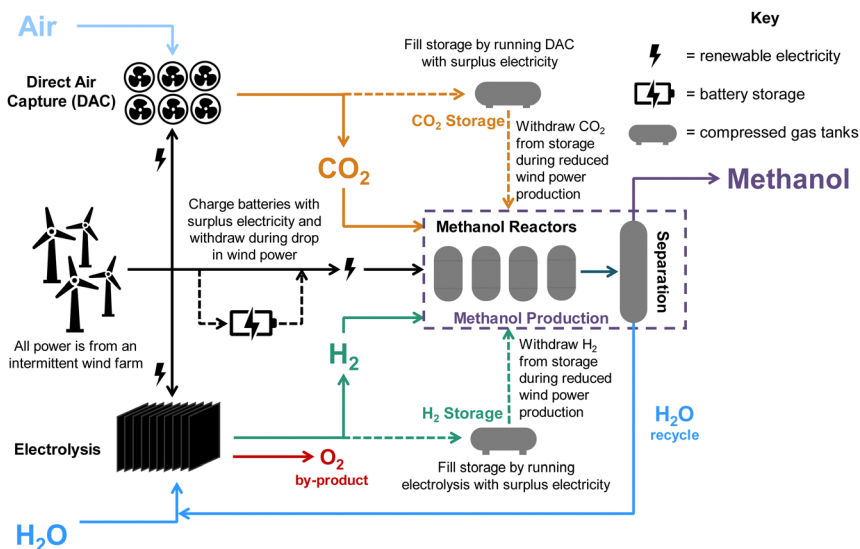 Air
Direct Air
Capture (DAC)
Fill storage by running DAC
with surplus electricity
Key
= renewable electricity
= battery storage
= compressed gas tanks
CO₂ Storage
Withdraw CO₂
from storage
during reduced
wind power
production
CO₂
Methanol
Charge batteries with
surplus electricity and
withdraw during drop
in wind power
Methanol Reactors
Separation
Methanol Production
All power is from an
intermittent wind farm
H₂
Withdraw H₂
from storage
during reduced
wind power
production
H₂ Storage
H₂O
recycle
Electrolysis
O₂
by-product
Fill storage by running
electrolysis with surplus electricity
H₂O